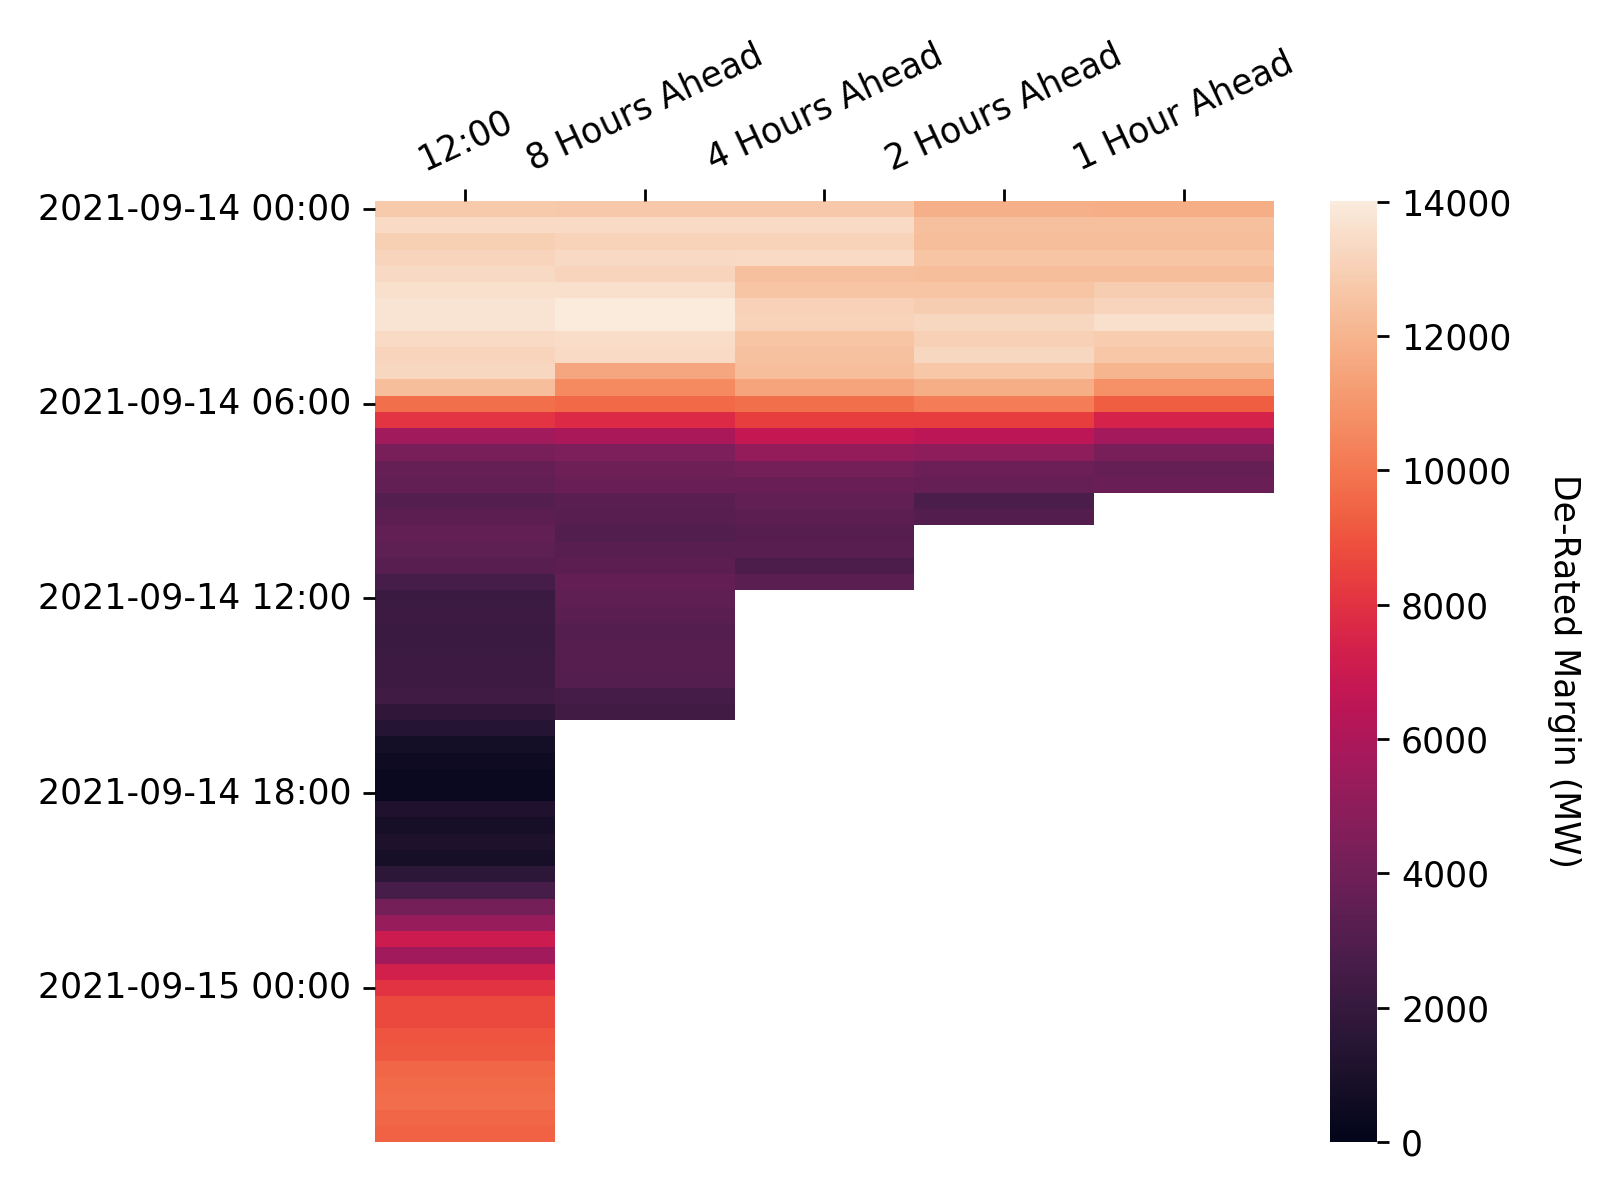 12:00
8 Hours Ahead
4 Hours Ahead
2 Hours Ahead
1 Hour Ahead
2021-09-14 00:00
2021-09-14 06:00
2021-09-14 12:00
2021-09-14 18:00
2021-09-15 00:00
14000
12000
10000
8000
6000
4000
2000
0
De-Rated Margin (MW)